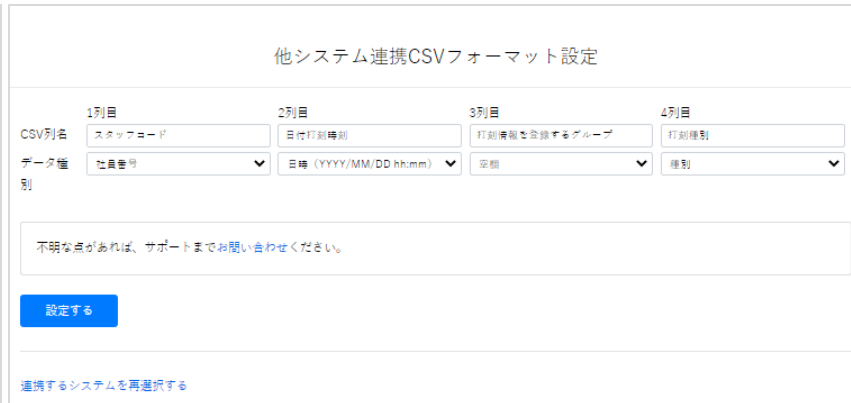 他システム連携CSVフォーマット設定
1列目 2列目 3列目 4列目
CSV列名 スタッフコード 日付打刻時刻 打刻情報を登録するグループ 打刻種別
データ種別 社員番号 日時（YYYY/MM/DD hh:mm） 空欄 種別
不明な点があれば、サポートまでお問い合わせください。
設定する
連携するシステムを再選択する